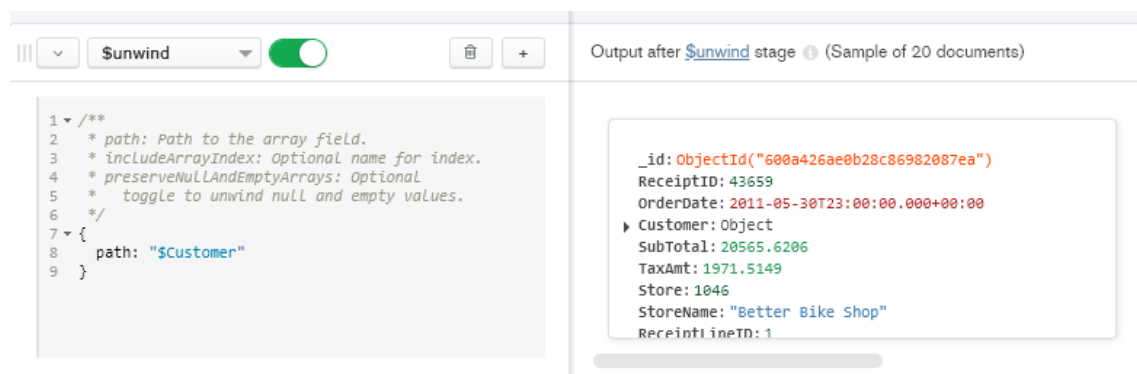 $unwind
Output after $unwind stage (Sample of 20 documents)
1 /**
2  * path: Path to the array field.
3  * includeArrayIndex: Optional name for index.
4  * preserveNullAndEmptyArrays: Optional
5  *   toggle to unwind null and empty values.
6  */
7 {
8   path: "$Customer"
9 }
_id: ObjectId("600a426ae0b28c86982087ea")
ReceiptID: 43659
OrderDate: 2011-05-30T23:00:00.000+00:00
Customer: Object
SubTotal: 20565.6206
TaxAmt: 1971.5149
Store: 1046
StoreName: "Better Bike Shop"
ReceiptLineID: 1